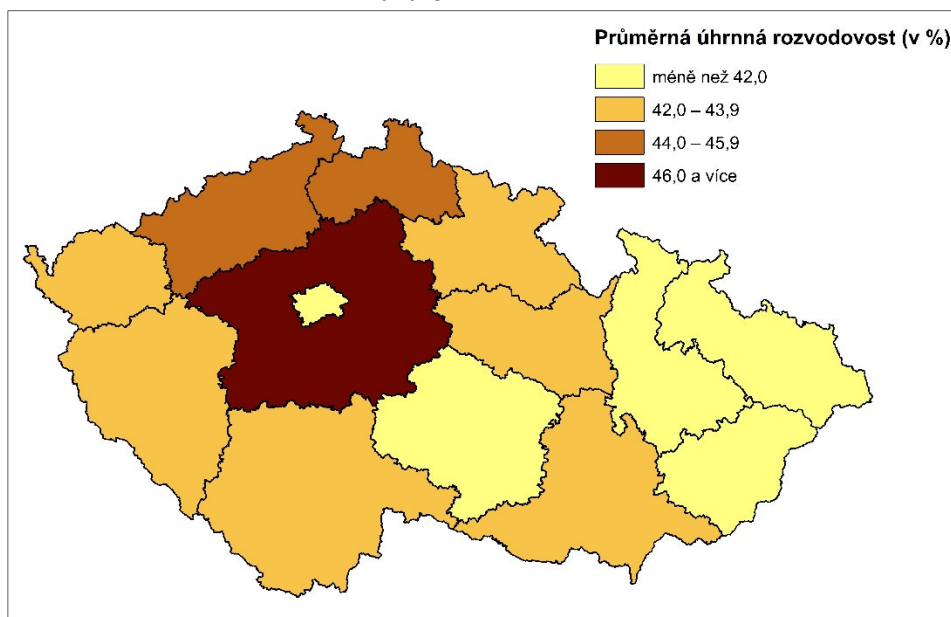 Průměrná úhrnná rozvodovost (v %)
méně než 42,0
42,0 – 43,9
44,0 – 45,9
46,0 a více